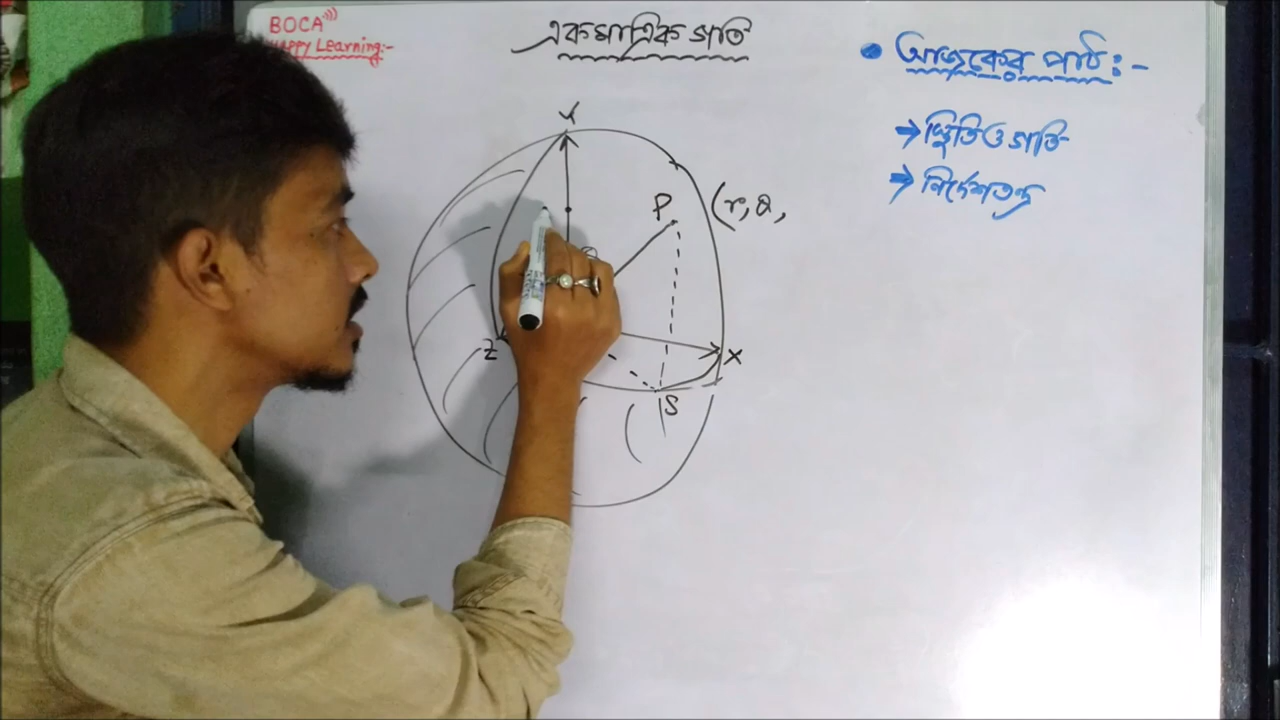 BOCA
Happy Learning:-
একমাত্রিক গতি
আজকের পাঠ:-
→ স্থিতি ও গতি
→ নির্দেশতন্ত্র
y
P
(r, θ,
θ
Z
X
S